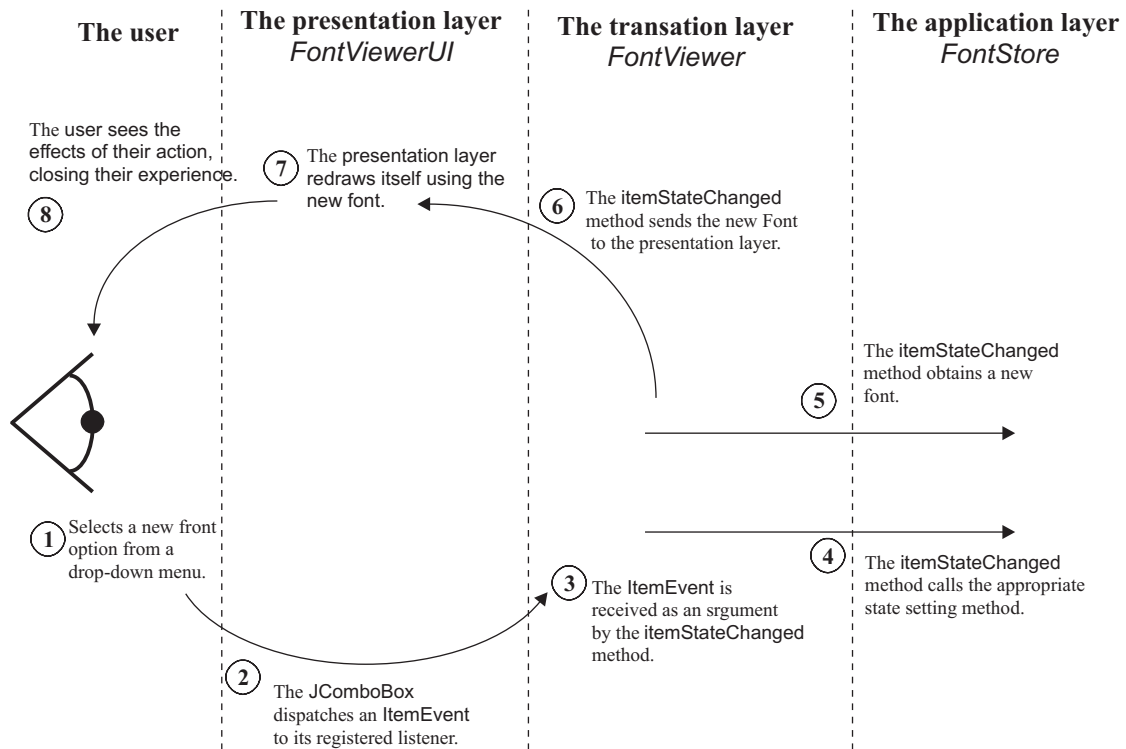 The user
The presentation layer
FontViewerUI
The transation layer
FontViewer
The application layer
FontStore
8
The user sees the
effects of their action,
closing their experience.
7
The presentation layer
redraws itself using the
new font.
6
The itemStateChanged
method sends the new Font
to the presentation layer.
5
The itemStateChanged
method obtains a new
font.
1
Selects a new front
option from a
drop-down menu.
2
The JComboBox
dispatches an ItemEvent
to its registered listener.
3
The ItemEvent is
received as an srgument
by the itemStateChanged
method.
4
The itemStateChanged
method calls the appropriate
state setting method.